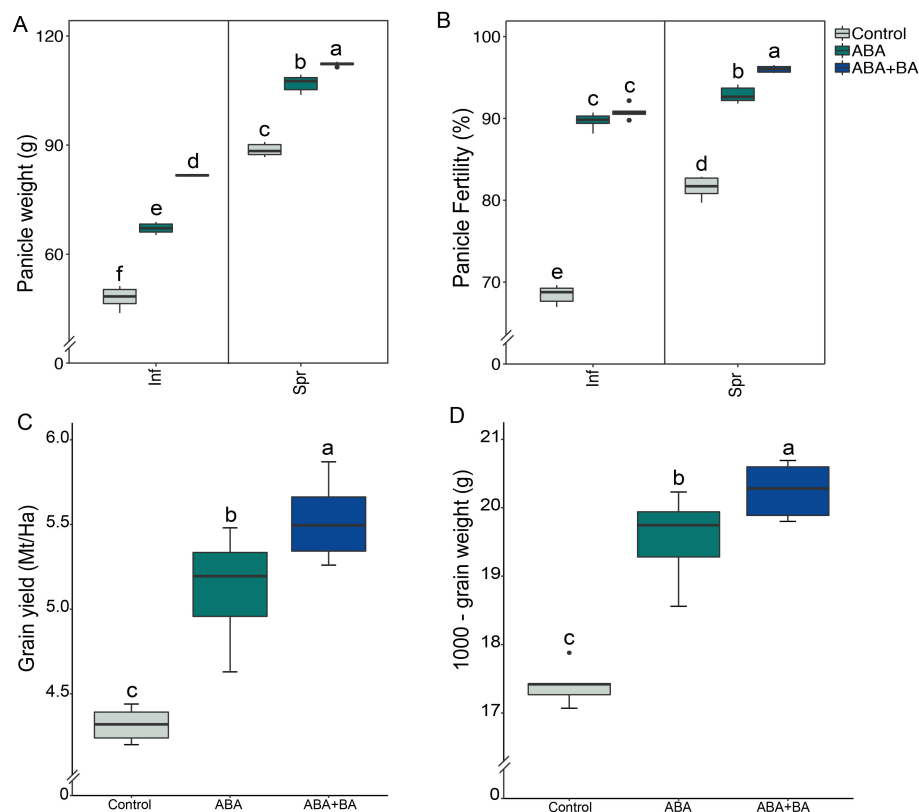 A
Panicle weight (g)
120
90
60
0
f
e
d
c
b
a
Inf
Spr
B
Panicle Fertility (%)
100
90
80
70
0
e
c
c
d
b
a
Inf
Spr
Control
ABA
ABA+BA
C
Grain yield (Mt/Ha)
6.0
5.5
5.0
4.5
0
c
b
a
Control
ABA
ABA+BA
D
1000 - grain weight (g)
21
20
19
18
17
0
c
b
a
Control
ABA
ABA+BA